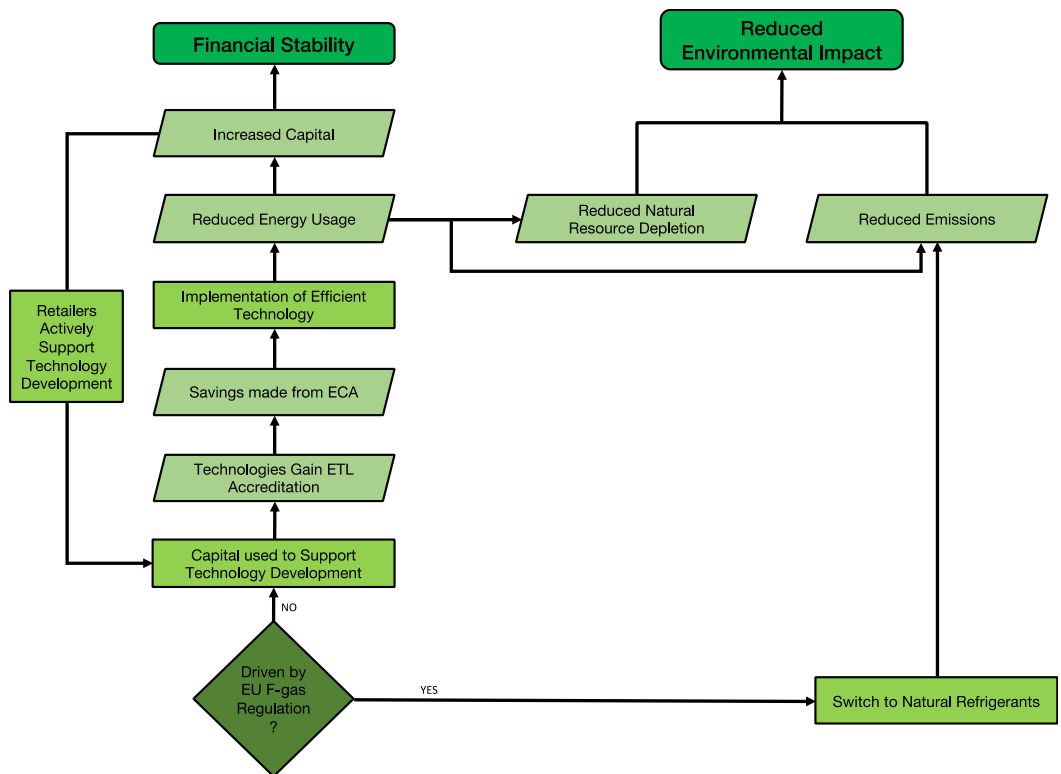 Financial Stability
Reduced
Environmental Impact
Increased Capital
Reduced Energy Usage
Reduced Natural
Resource Depletion
Reduced Emissions
Implementation of Efficient
Technology
Retailers
Actively
Support
Technology
Development
Savings made from ECA
Technologies Gain ETL
Accreditation
Capital used to Support
Technology Development
NO
Driven by
EU F-gas
Regulation
?
YES
Switch to Natural Refrigerants